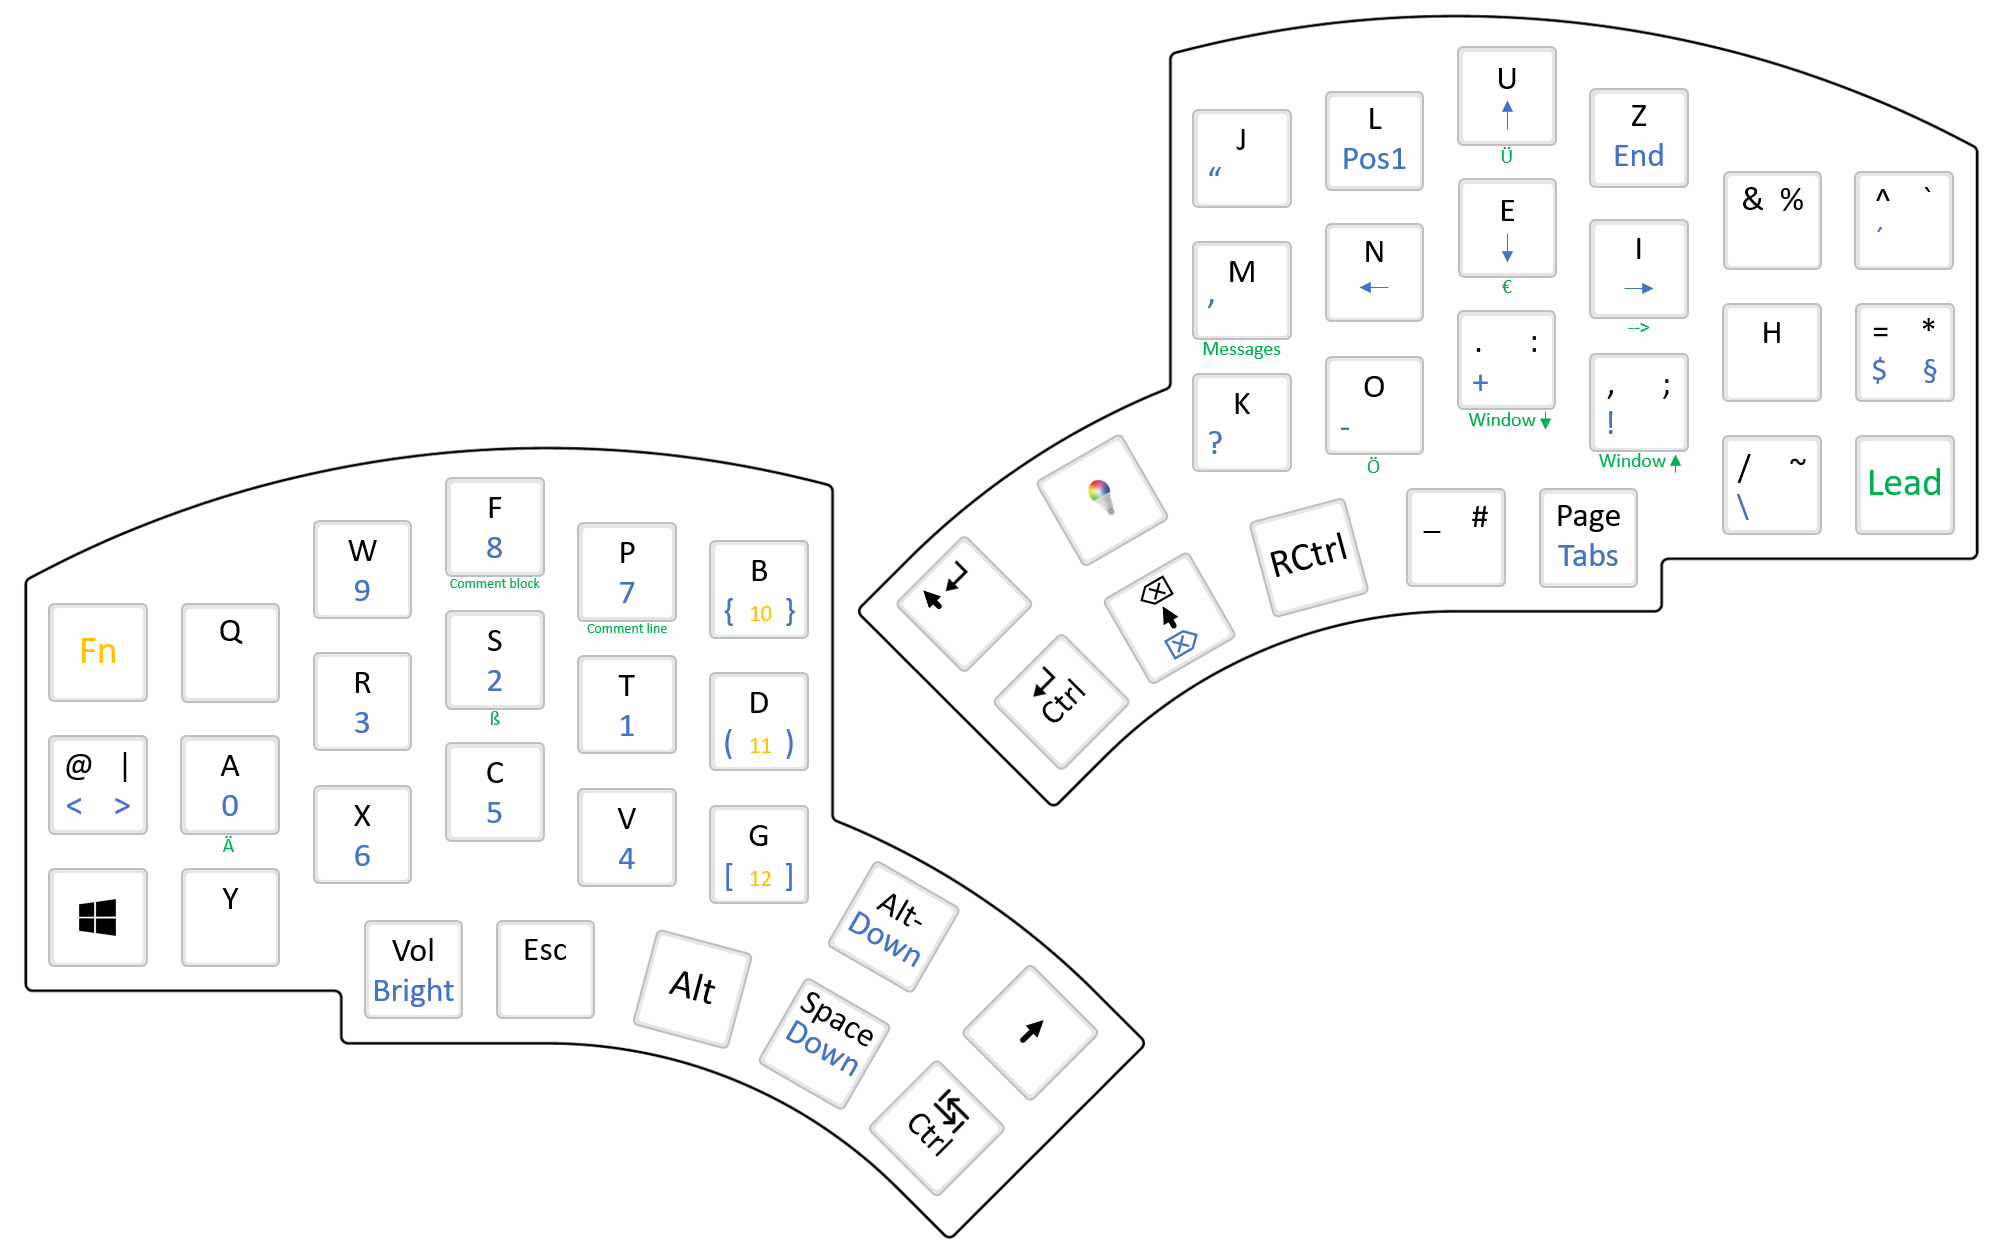 J
“
L
Pos1
U
Ü
Z
End
& %
^ `
´
M
,
Messages
N
E
€
I
-->
H
= *
$ §
K
?
O
-
Ö
. :
+
Window
, ;
!
Window
/ ~
\
Lead
RCtrl
_ #
Page
Tabs
Ctrl
Fn
Q
W
9
F
8
Comment block
P
7
Comment line
B
{ 10 }
@ |
< >
A
0
Ä
R
3
S
2
ß
T
1
D
( 11 )
Y
X
6
C
5
V
4
G
[ 12 ]
Vol
Bright
Esc
Alt
Alt-
Down
Space
Down
Ctrl